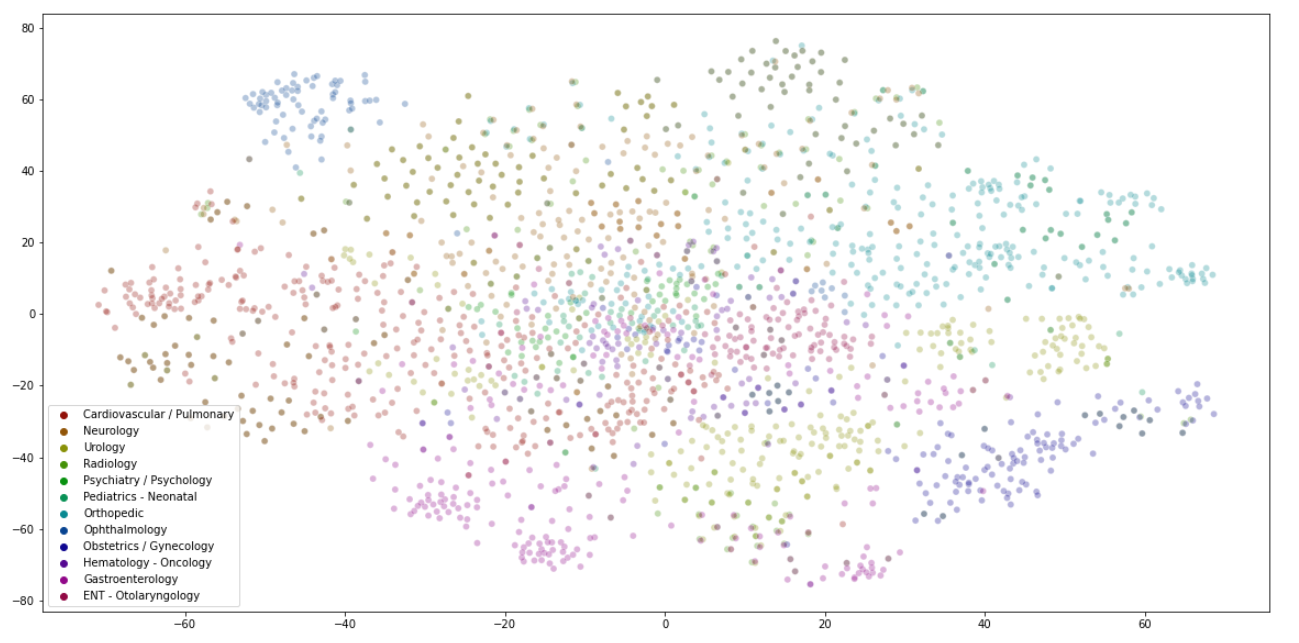 80
60
40
20
0
−20
−40
−60
−80
Cardiovascular / Pulmonary
Neurology
Urology
Radiology
Psychiatry / Psychology
Pediatrics - Neonatal
Orthopedic
Ophthalmology
Obstetrics / Gynecology
Hematology - Oncology
Gastroenterology
ENT - Otolaryngology
−60 −40 −20 0 20 40 60